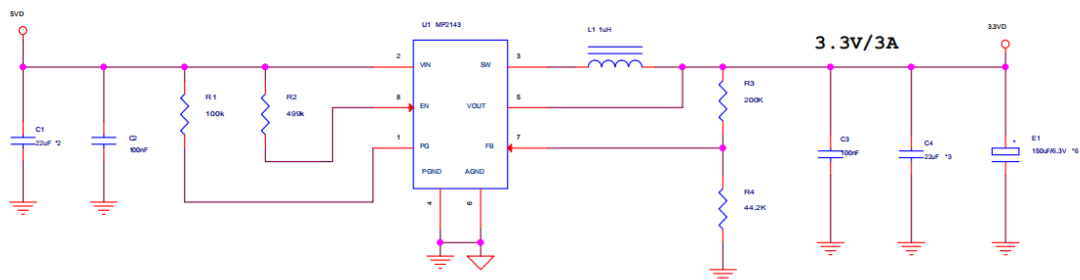 5VD
U1 MP2143
L1 1uH
3.3V/3A
3.3VD
2
VIN
SW
3
R1
100k
R2
499k
8
EN
VOUT
5
R3
200K
C1
22uF *2
C2
100nF
1
PG
FB
7
C3
100nF
C4
22uF *3
E1
+
150uF/6.3V *6
PGND
AGND
4
6
R4
44.2K